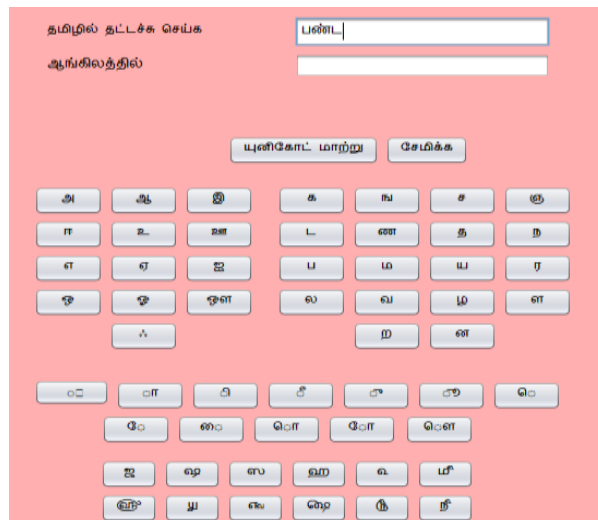 தமிழில் தட்டச்சு செய்க பண்ட
ஆங்கிலத்தில்
யுனிகோட் மாற்று சேமிக்க
அ ஆ இ க ங ச ஞ
ஈ உ ஊ ட ண த ந
எ ஏ ஐ ப ம ய ர
ஒ ஓ ஔ ல வ ழ ள
ஃ ற ன
ா ி ீ ு ூ ெ
ே ை ொ ோ ௌ
ஜ ஷ ஸ ஹ